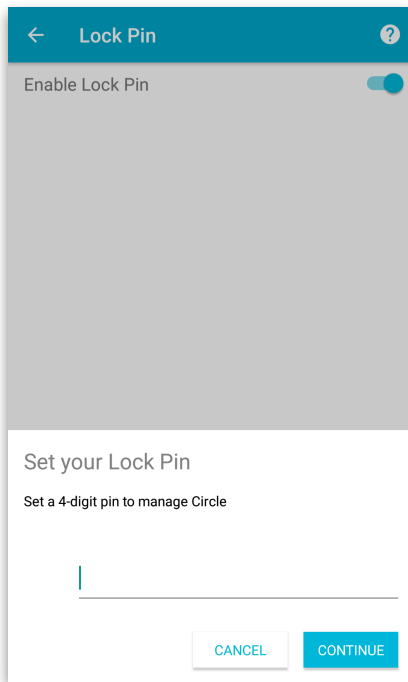 Lock Pin
Enable Lock Pin
Set your Lock Pin
Set a 4-digit pin to manage Circle
CANCEL CONTINUE